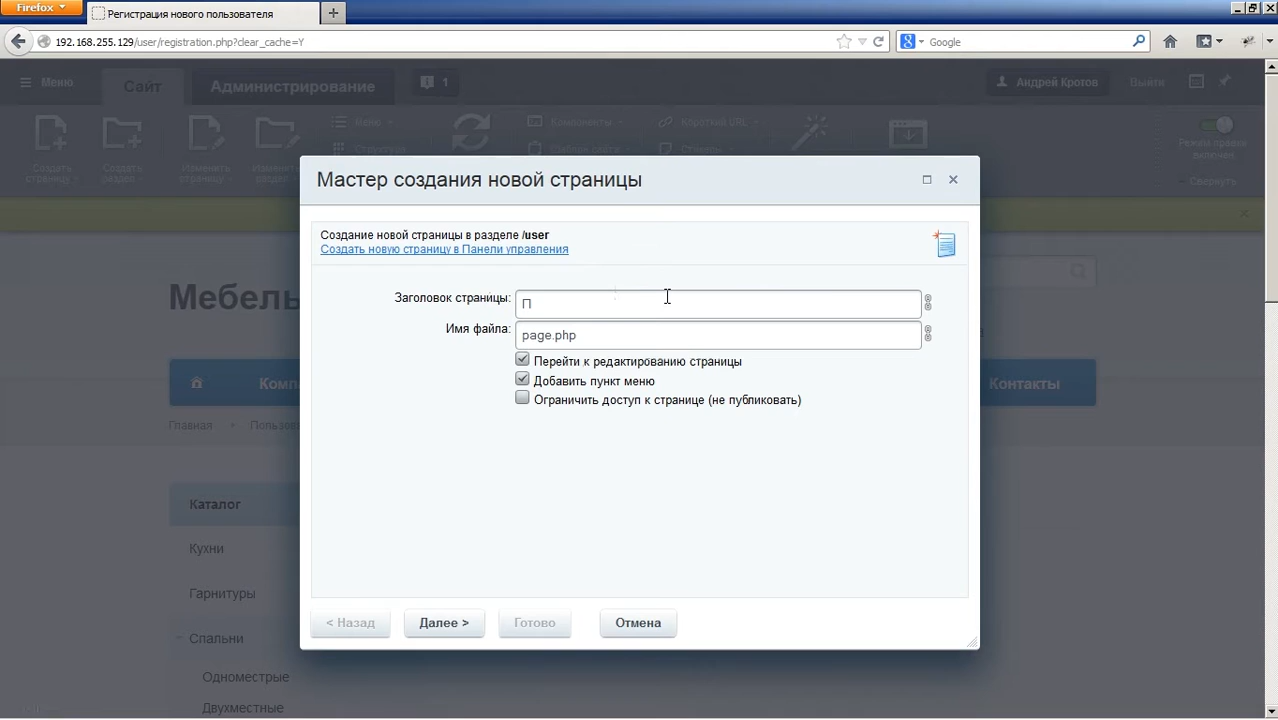 Firefox
Регистрация нового пользователя
192.168.255.129/user/registration.php?clear_cache=Y
Google
Меню
Сайт
Администрирование
1
Андрей Кротов
Выйти
Создать страницу
Создать раздел
Изменить страницу
Изменить раздел
Меню
Структура
Компоненты
Шаблон сайта
Короткий URL
Стикеры
Режим правки включен
Свернуть
Мастер создания новой страницы
Создание новой страницы в разделе /user
Создать новую страницу в Панели управления
Заголовок страницы:
П
Имя файла:
page.php
Перейти к редактированию страницы
Добавить пункт меню
Ограничить доступ к странице (не публиковать)
< Назад
Далее >
Готово
Отмена
Мебель
Комп
Контакты
Главная
Пользов
Каталог
Кухни
Гарнитуры
Спальни
Одноместные
Двухместные